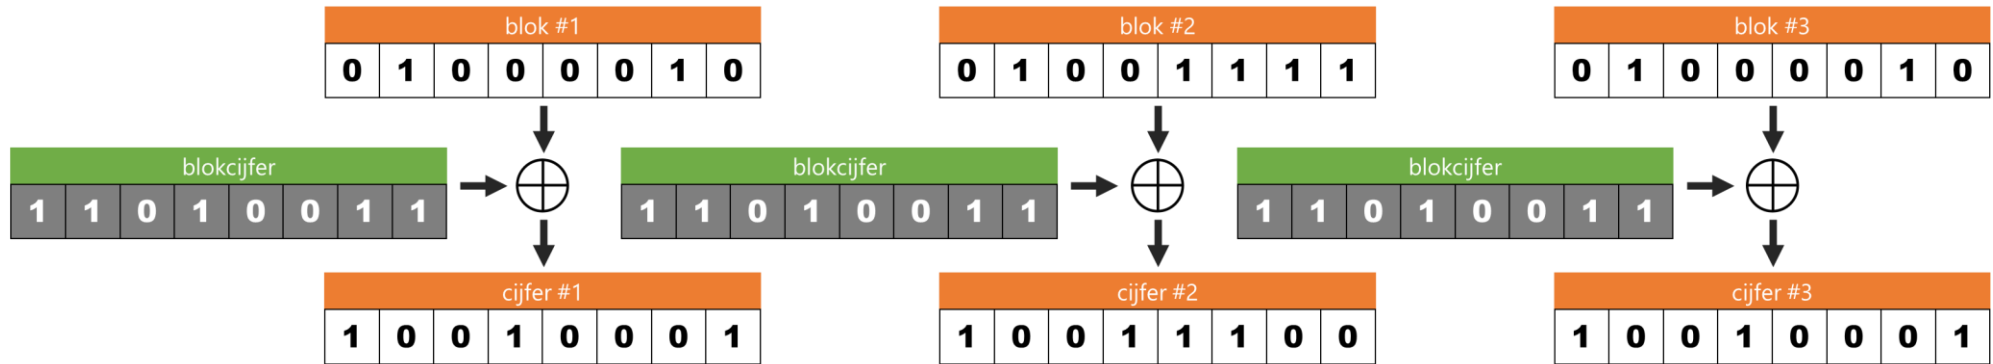 blok #1 blok #2 blok #3
0 1 0 0 0 0 1 0 0 1 0 0 1 1 1 1 0 1 0 0 0 0 1 0
blokcijfer blokcijfer blokcijfer
1 1 0 1 0 0 1 1 1 1 0 1 0 0 1 1 1 1 0 1 0 0 1 1
cijfer #1 cijfer #2 cijfer #3
1 0 0 1 0 0 0 1 1 0 0 1 1 1 0 0 1 0 0 1 0 0 0 1